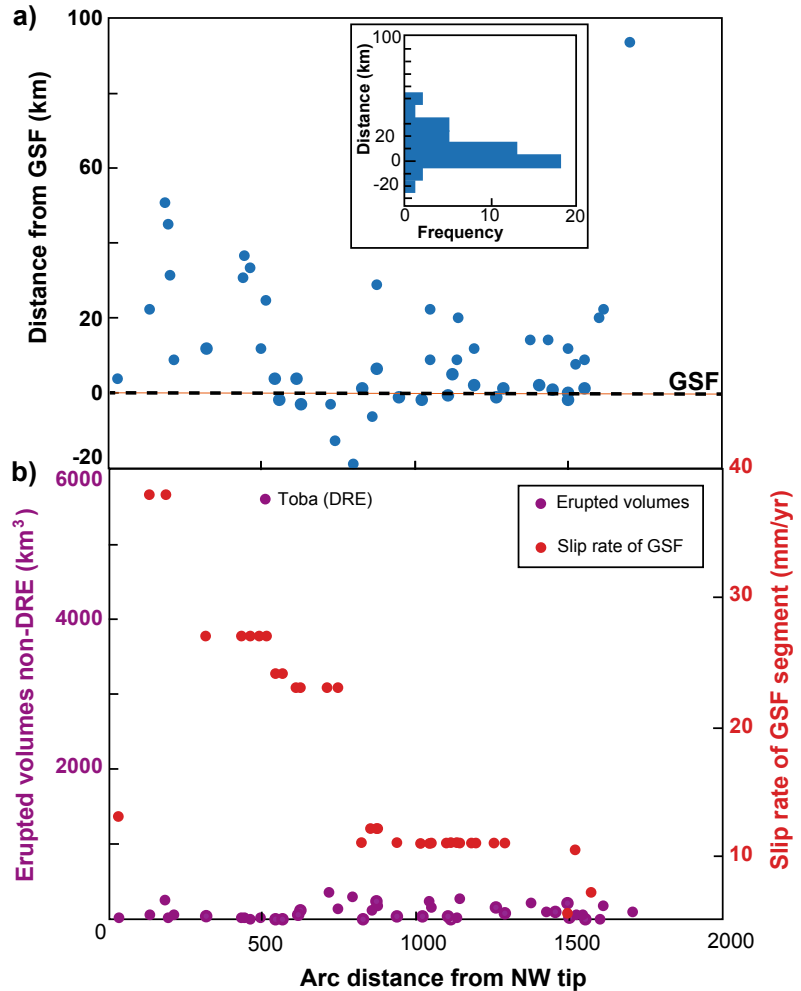 a)
100
60
20
0
-20
Distance from GSF (km)
Distance (km)
20
0
-20
0
10
20
Frequency
GSF
b)
6000
4000
2000
0
Erupted volumes non-DRE (km³)
Toba (DRE)
Erupted volumes
Slip rate of GSF
40
30
20
10
Slip rate of GSF segment (mm/yr)
0
500
1000
1500
2000
Arc distance from NW tip